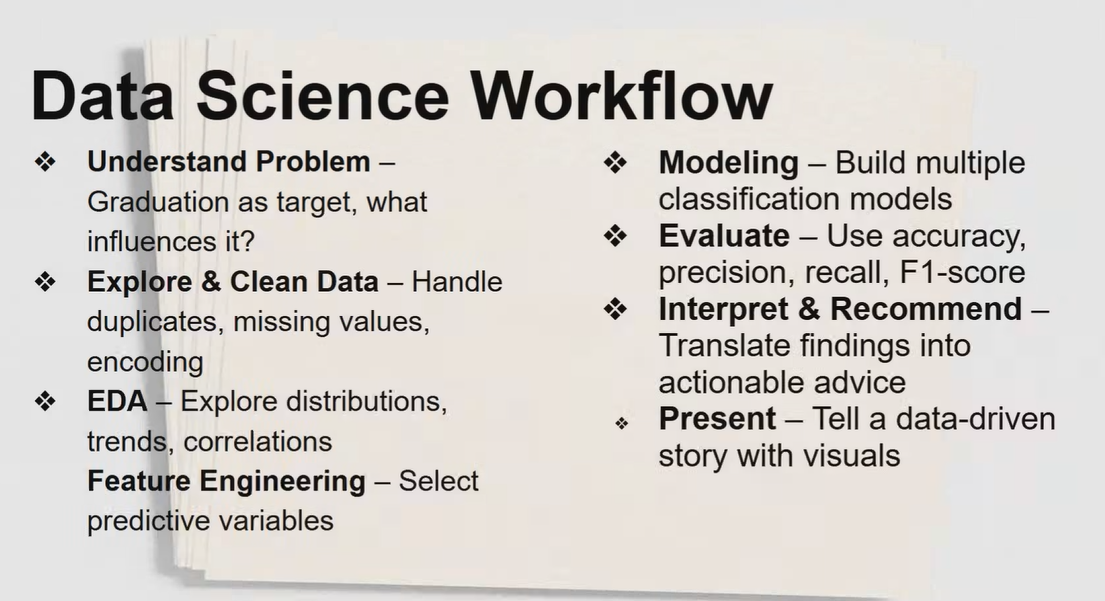 Data Science Workflow
❖ Understand Problem –
Graduation as target, what
influences it?
❖ Explore & Clean Data – Handle
duplicates, missing values,
encoding
❖ EDA – Explore distributions,
trends, correlations
Feature Engineering – Select
predictive variables
❖ Modeling – Build multiple
classification models
❖ Evaluate – Use accuracy,
precision, recall, F1-score
❖ Interpret & Recommend –
Translate findings into
actionable advice
❖ Present – Tell a data-driven
story with visuals